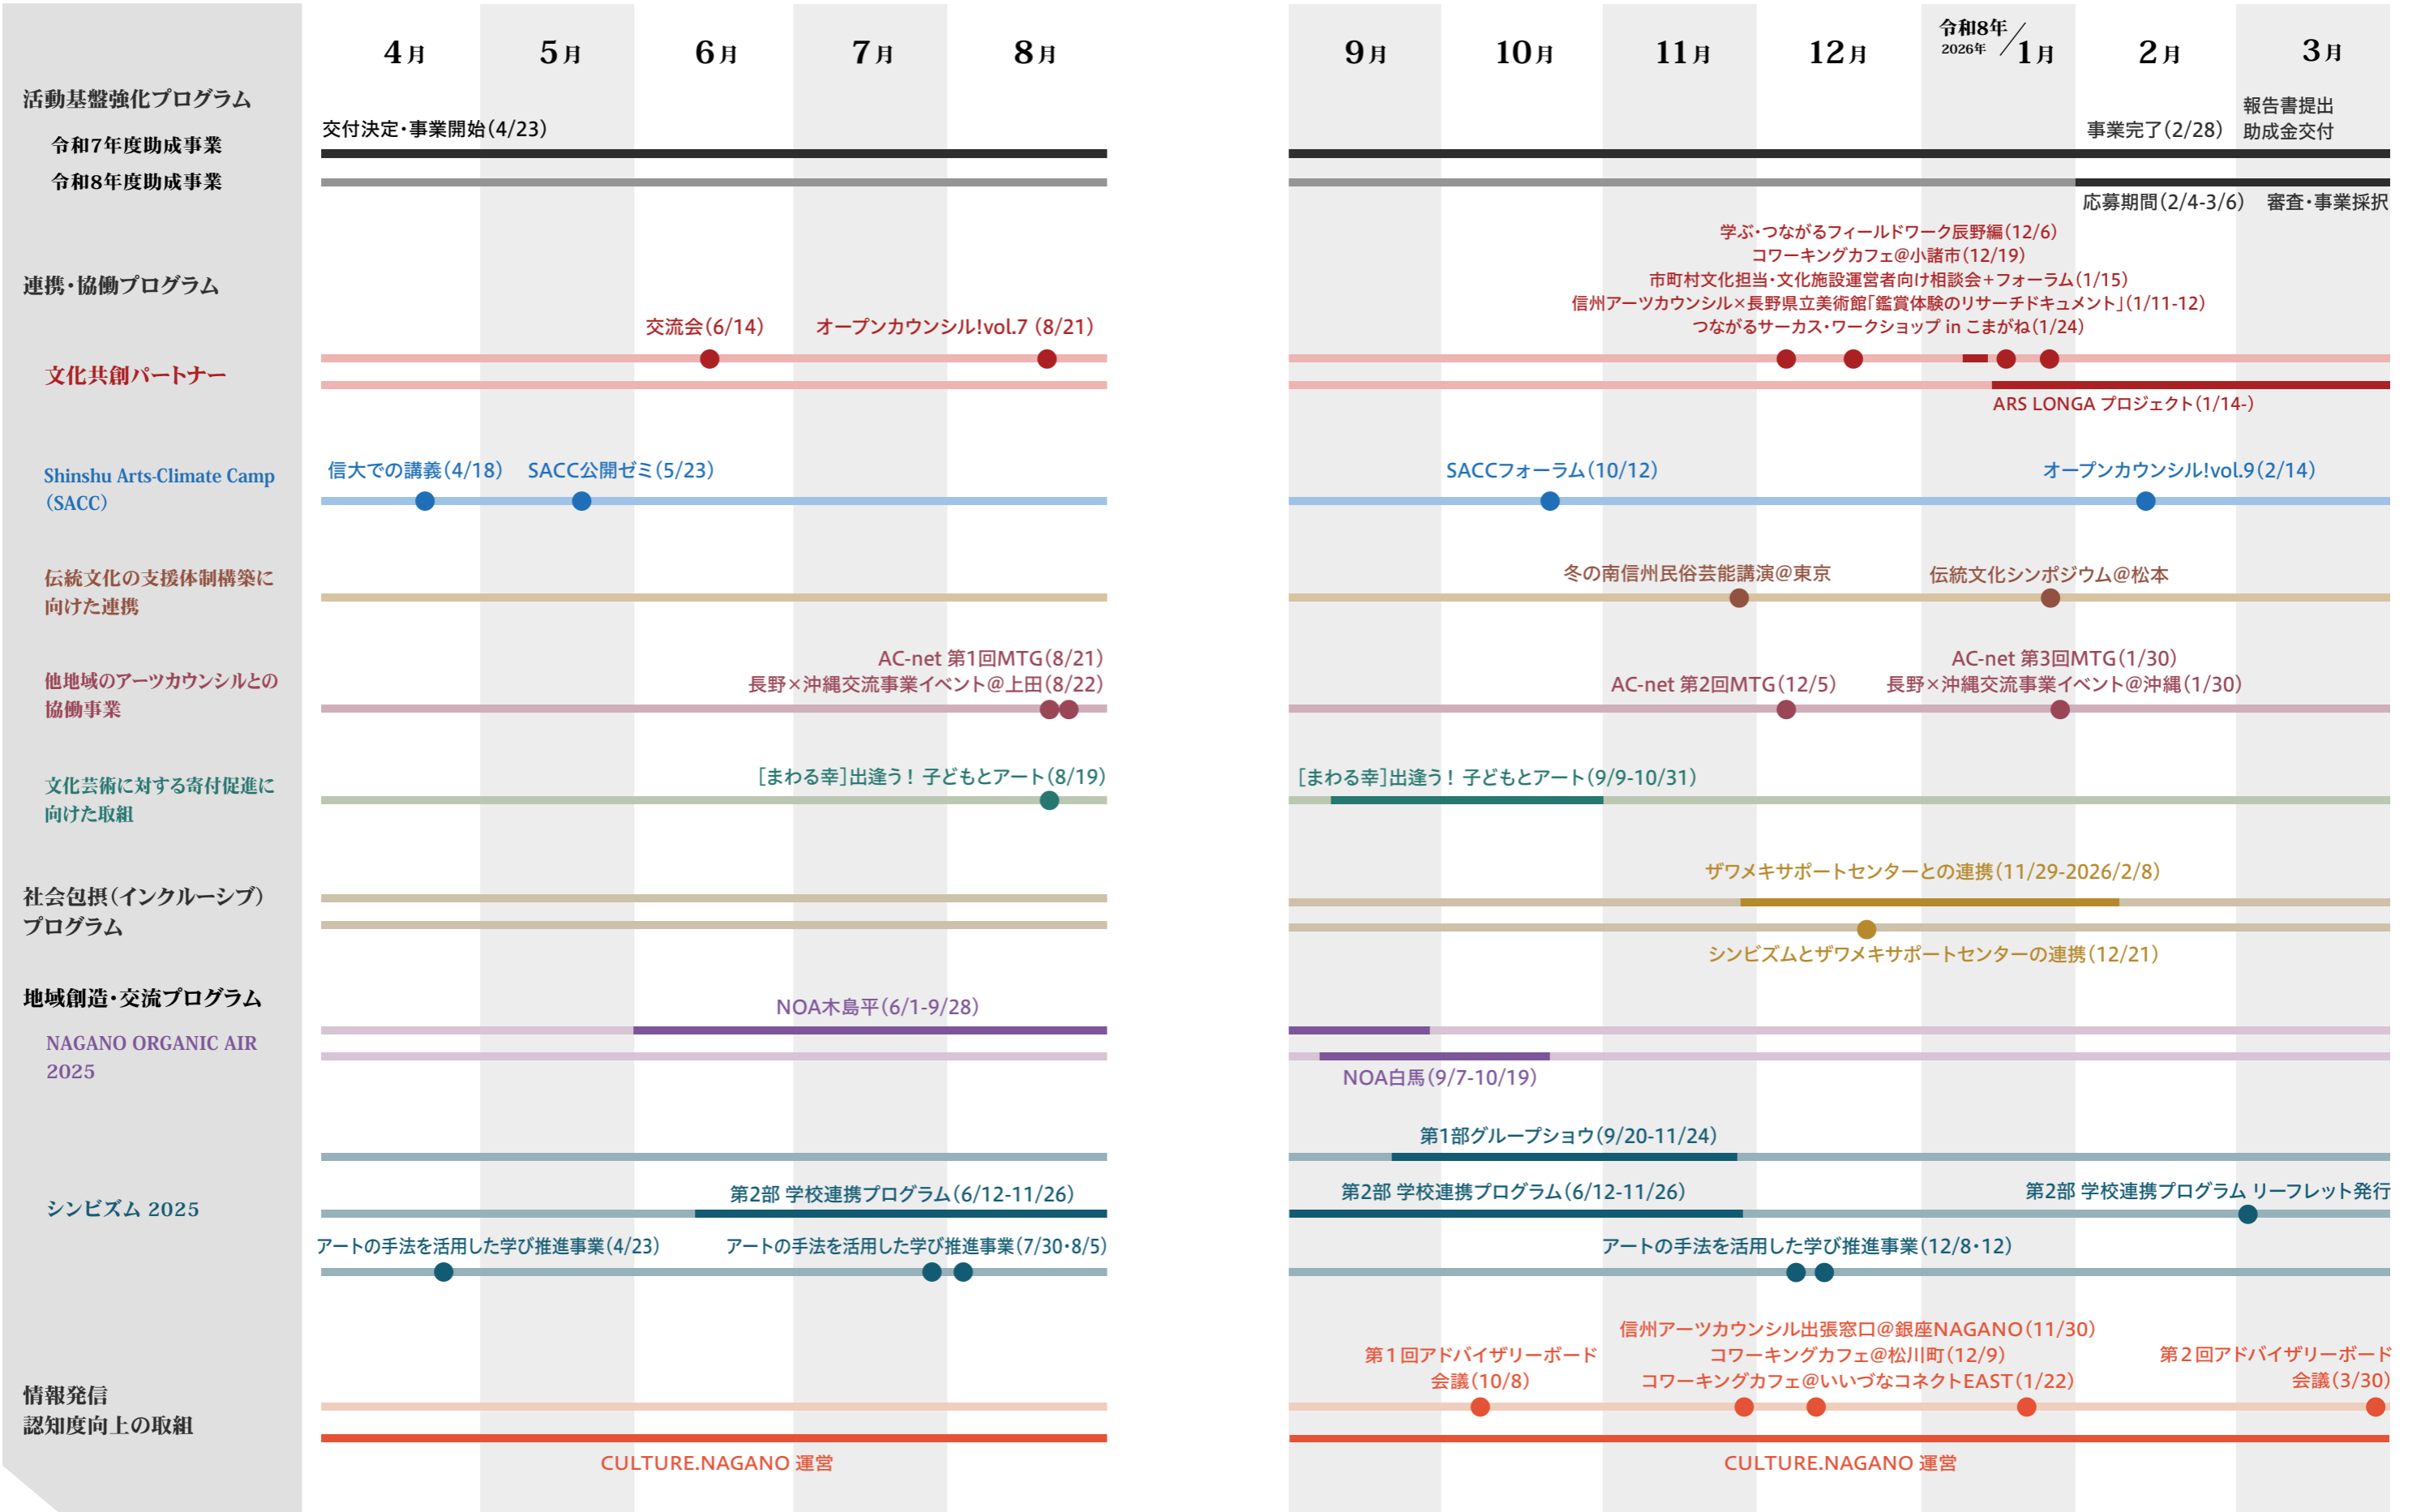 4月 5月 6月 7月 8月 9月 10月 11月 12月 令和8年 2026年 / 1月 2月 3月
活動基盤強化プログラム
令和7年度助成事業
交付決定・事業開始(4/23)
事業完了(2/28)
報告書提出
助成金交付
令和8年度助成事業
応募期間(2/4-3/6) 審査・事業採択
連携・協働プログラム
文化共創パートナー
交流会(6/14)
オープンカウンシル!vol.7 (8/21)
学ぶ・つながるフィールドワーク辰野編(12/6)
コワーキングカフェ@小諸市(12/19)
市町村文化担当・文化施設運営者向け相談会+フォーラム(1/15)
信州アーツカウンシル×長野県立美術館「鑑賞体験のリサーチドキュメント」(1/11-12)
つながるサーカス・ワークショップ in こまがね(1/24)
ARS LONGA プロジェクト(1/14-)
Shinshu Arts-Climate Camp
(SACC)
信大での講義(4/18)
SACC公開ゼミ(5/23)
SACCフォーラム(10/12)
オープンカウンシル!vol.9(2/14)
伝統文化の支援体制構築に
向けた連携
冬の南信州民俗芸能講演@東京
伝統文化シンポジウム@松本
他地域のアーツカウンシルとの
協働事業
AC-net 第1回MTG(8/21)
長野×沖縄交流事業イベント@上田(8/22)
AC-net 第2回MTG(12/5)
AC-net 第3回MTG(1/30)
長野×沖縄交流事業イベント@沖縄(1/30)
文化芸術に対する寄付促進に
向けた取組
[まわる幸]出逢う! 子どもとアート(8/19)
[まわる幸]出逢う! 子どもとアート(9/9-10/31)
社会包摂(インクルーシブ)
プログラム
ザワメキサポートセンターとの連携(11/29-2026/2/8)
シンビズムとザワメキサポートセンターの連携(12/21)
地域創造・交流プログラム
NAGANO ORGANIC AIR
2025
NOA木島平(6/1-9/28)
NOA白馬(9/7-10/19)
シンビズム 2025
第1部グループショウ(9/20-11/24)
第2部 学校連携プログラム(6/12-11/26)
第2部 学校連携プログラム(6/12-11/26)
第2部 学校連携プログラム リーフレット発行
アートの手法を活用した学び推進事業(4/23)
アートの手法を活用した学び推進事業(7/30・8/5)
アートの手法を活用した学び推進事業(12/8・12)
情報発信
認知度向上の取組
第1回アドバイザリーボード
会議(10/8)
信州アーツカウンシル出張窓口@銀座NAGANO(11/30)
コワーキングカフェ@松川町(12/9)
コワーキングカフェ@いいづなコネクトEAST(1/22)
第2回アドバイザリーボード
会議(3/30)
CULTURE.NAGANO 運営
CULTURE.NAGANO 運営